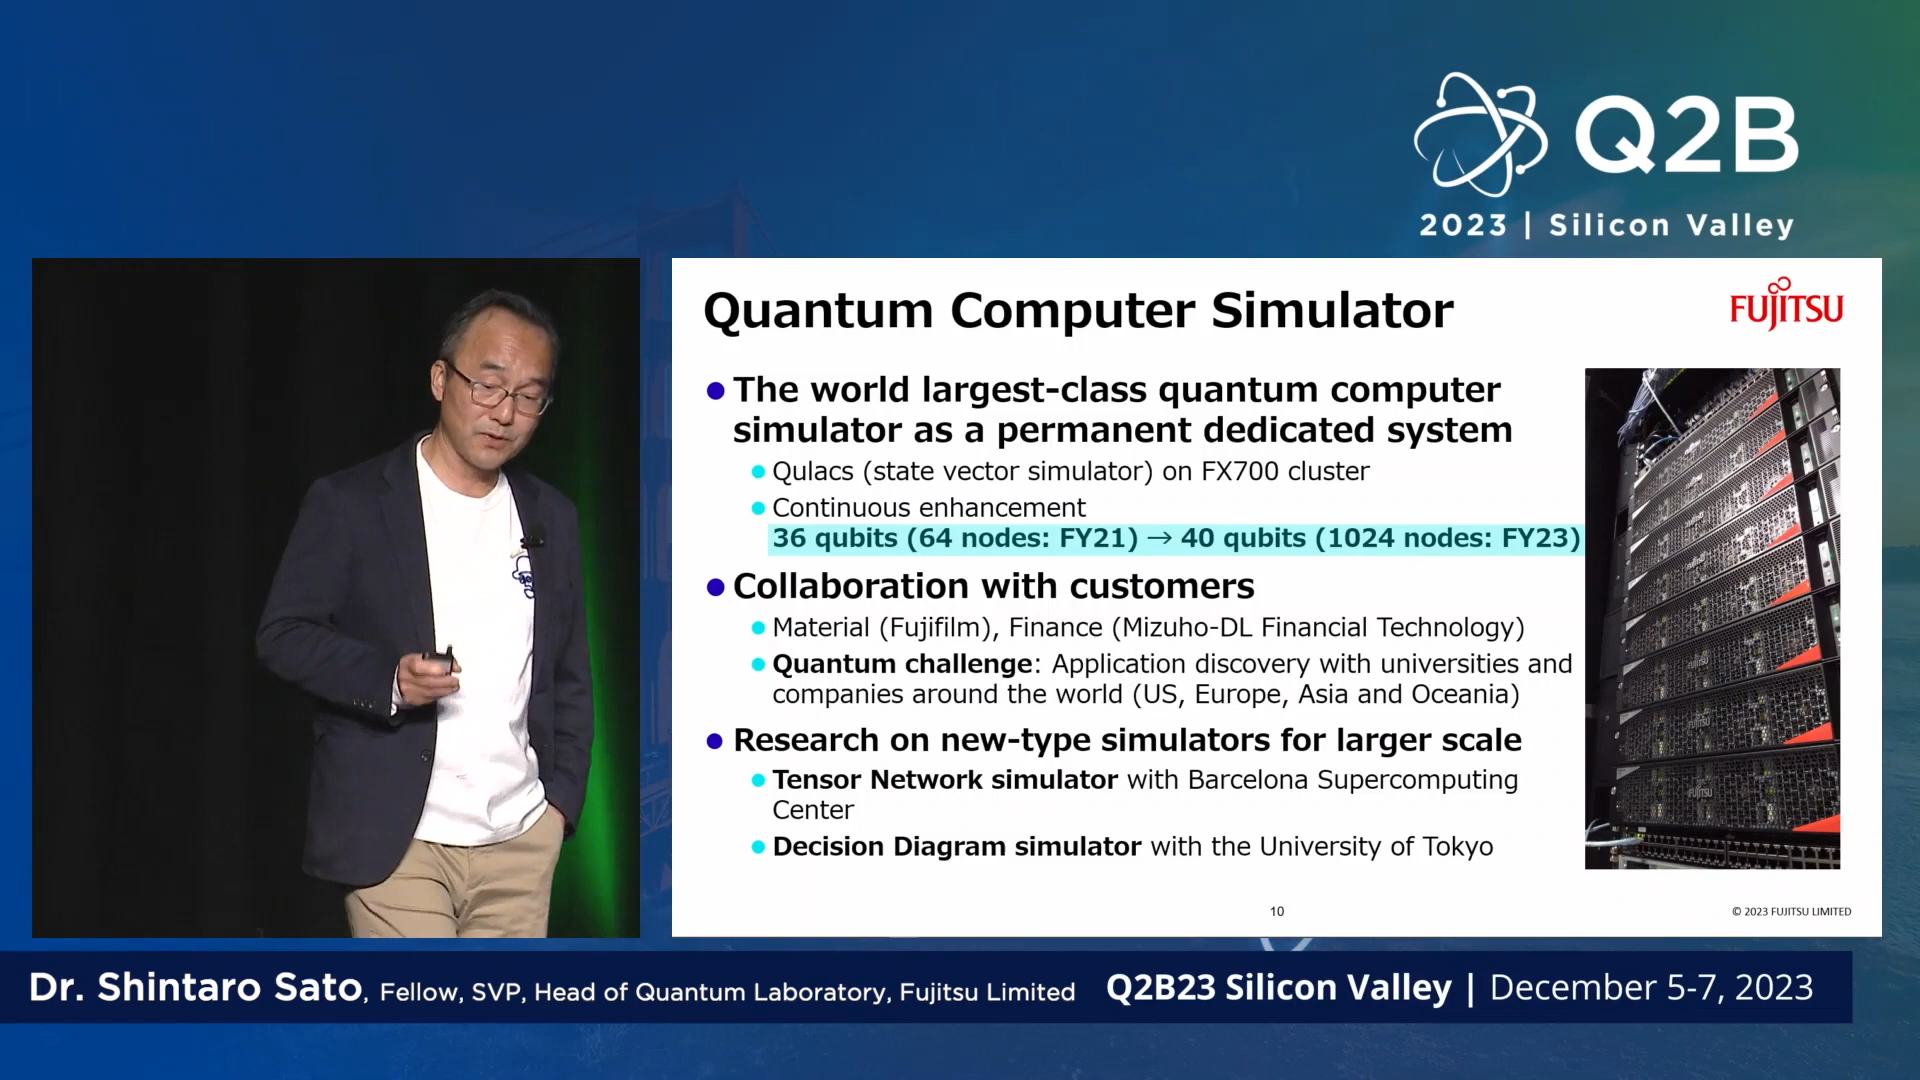 Q2B
2023 | Silicon Valley
Quantum Computer Simulator
FUJITSU
The world largest-class quantum computer
simulator as a permanent dedicated system
Qulacs (state vector simulator) on FX700 cluster
Continuous enhancement
36 qubits (64 nodes: FY21) → 40 qubits (1024 nodes: FY23)
Collaboration with customers
Material (Fujifilm), Finance (Mizuho-DL Financial Technology)
Quantum challenge: Application discovery with universities and
companies around the world (US, Europe, Asia and Oceania)
Research on new-type simulators for larger scale
Tensor Network simulator with Barcelona Supercomputing
Center
Decision Diagram simulator with the University of Tokyo
FUJITSU
10
© 2023 FUJITSU LIMITED
Dr. Shintaro Sato, Fellow, SVP, Head of Quantum Laboratory, Fujitsu Limited
Q2B23 Silicon Valley | December 5-7, 2023